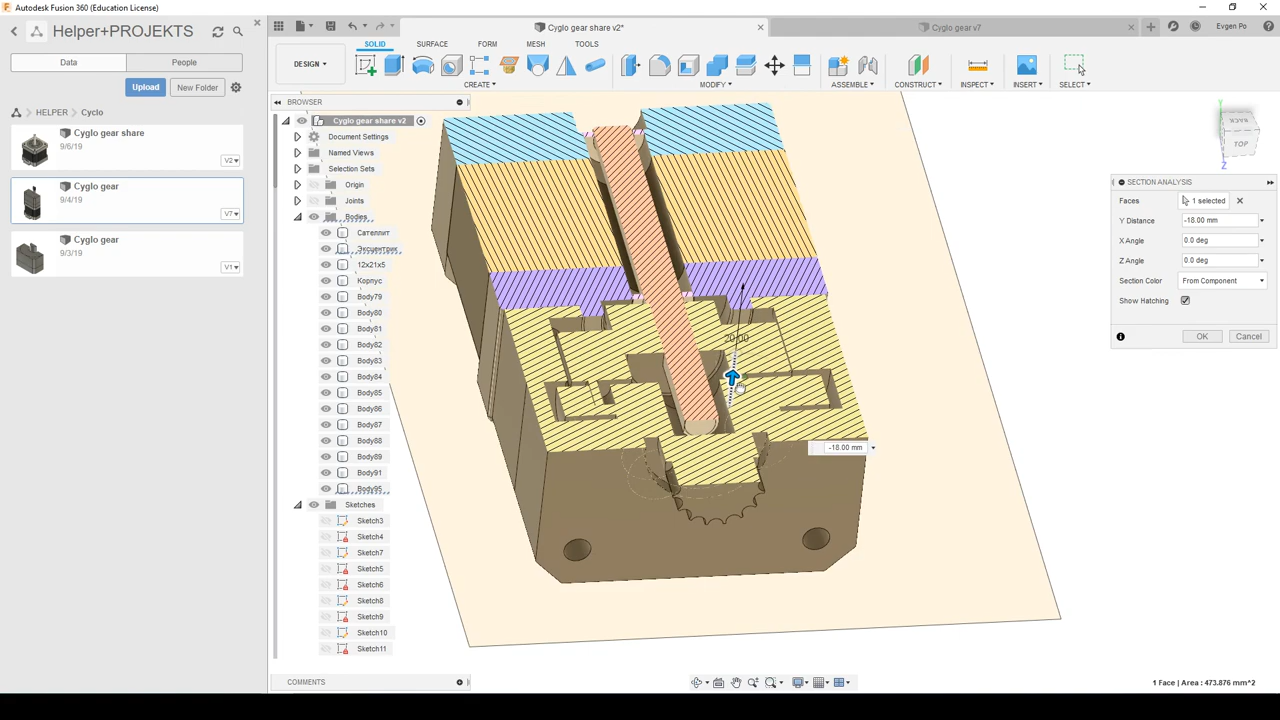 Autodesk Fusion 360 (Education License)
Helper+PROJEKTS
Data
People
Upload
New Folder
HELPER
Cyclo
Cyglo gear share
9/6/19
V2
Cyglo gear
9/4/19
V7
Cyglo gear
9/3/19
V1
Cyglo gear share v2*
Cyglo gear v7
Evgen Po
DESIGN
SOLID
SURFACE
FORM
MESH
TOOLS
CREATE
MODIFY
ASSEMBLE
CONSTRUCT
INSPECT
INSERT
SELECT
BROWSER
Cyglo gear share v2
Document Settings
Named Views
Selection Sets
Origin
Joints
Bodies
Сателлит
Эксцентрик
12x21x5
Корпус
Body79
Body80
Body81
Body82
Body83
Body84
Body85
Body86
Body87
Body88
Body89
Body91
Body95
Sketches
Sketch3
Sketch4
Sketch7
Sketch5
Sketch6
Sketch8
Sketch9
Sketch10
Sketch11
20.00
-18.00 mm
BACK
TOP
Y
Z
SECTION ANALYSIS
Faces
1 selected
Y Distance
-18.00 mm
X Angle
0.0 deg
Z Angle
0.0 deg
Section Color
From Component
Show Hatching
OK
Cancel
COMMENTS
1 Face | Area : 473.876 mm^2